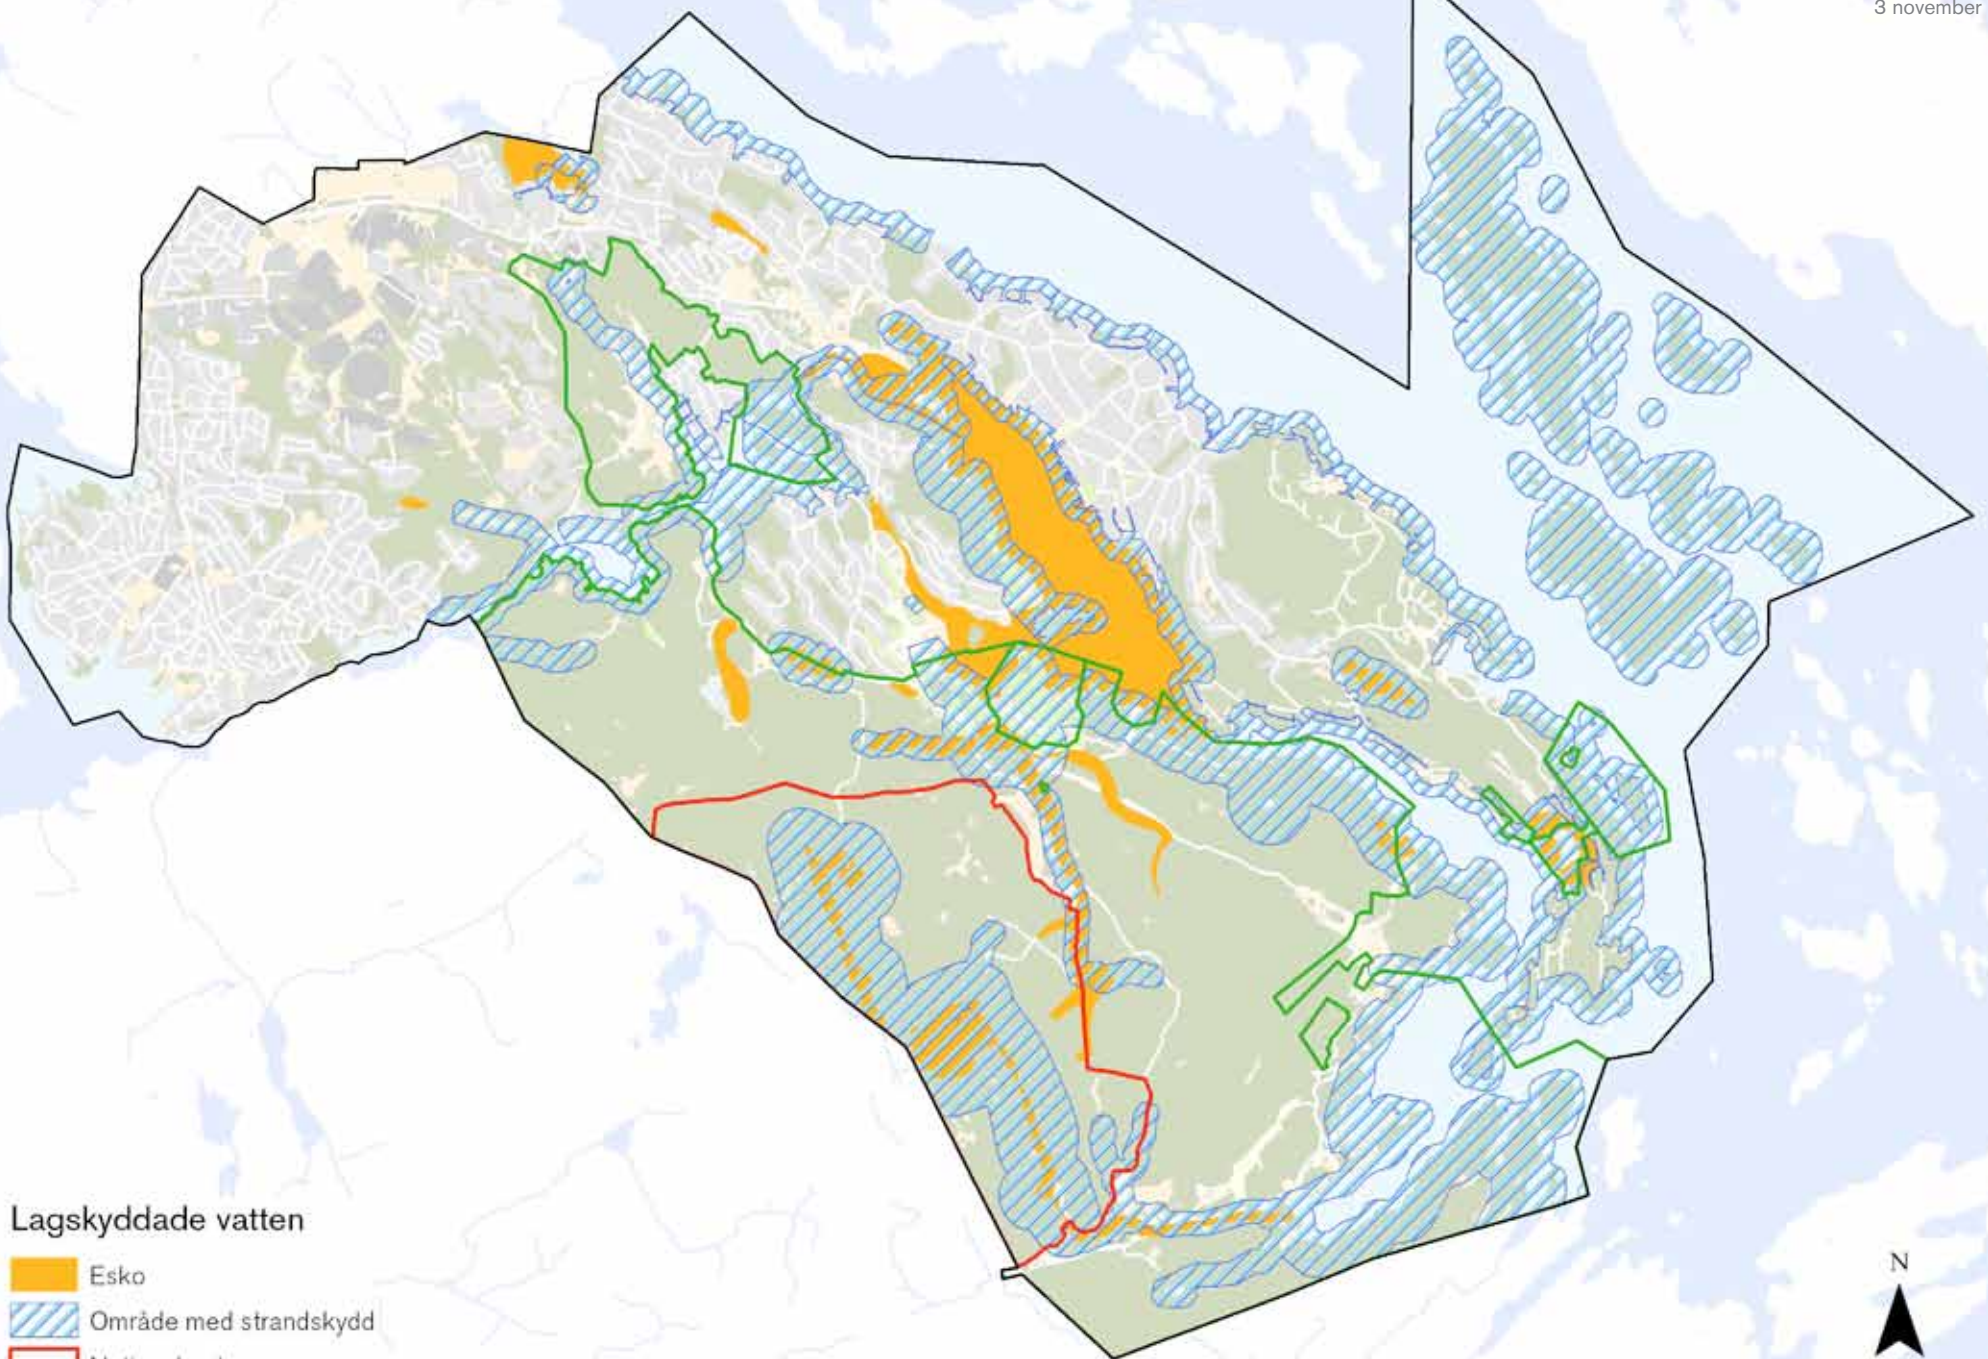 3 november
Lagskyddade vatten
Esko
Område med strandskydd
N